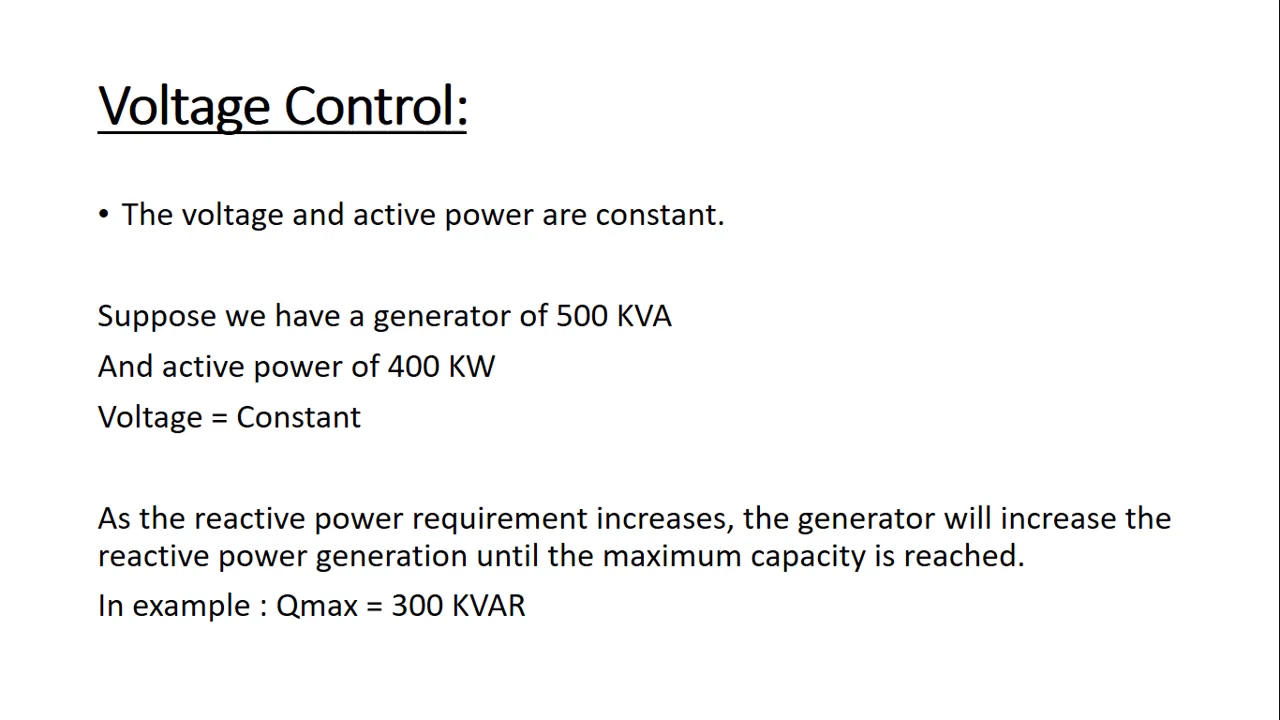 Voltage Control:
• The voltage and active power are constant.
Suppose we have a generator of 500 KVA
And active power of 400 KW
Voltage = Constant
As the reactive power requirement increases, the generator will increase the
reactive power generation until the maximum capacity is reached.
In example : Qmax = 300 KVAR